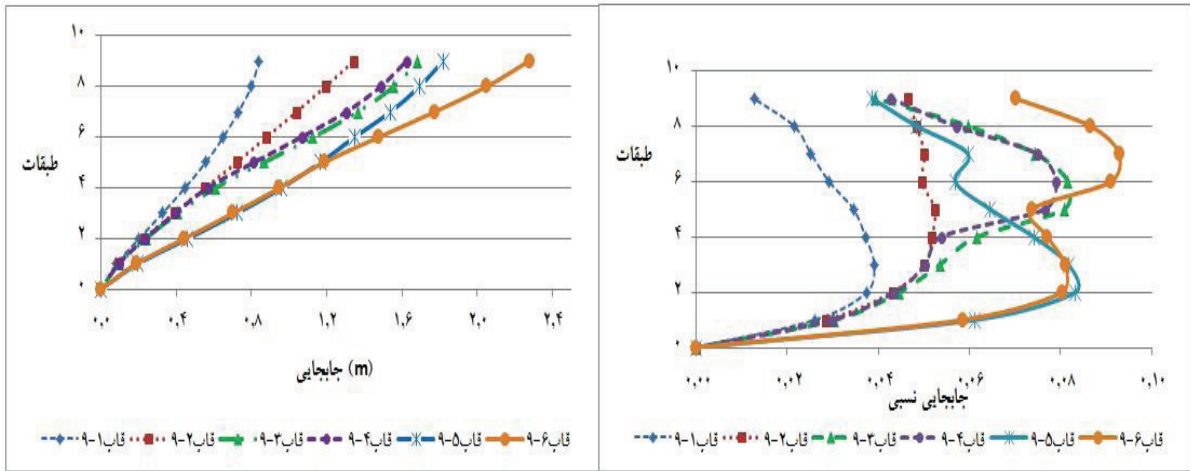 ۱۰
۸
۶
۴
۲
۰
طبقات
۰,۰ ۰,۴ ۰,۸ ۱,۲ ۱,۶ ۲,۰ ۲,۴
جابجایی (m)
قاب۱-۹ قاب۲-۹ قاب۳-۹ قاب۴-۹ قاب۵-۹ قاب۶-۹
۱۰
۸
۶
۴
۲
۰
طبقات
۰,۰۰ ۰,۰۲ ۰,۰۴ ۰,۰۶ ۰,۰۸ ۰,۱۰
جابجایی نسبی
قاب۱-۹ قاب۲-۹ قاب۳-۹ قاب۴-۹ قاب۵-۹ قاب۶-۹